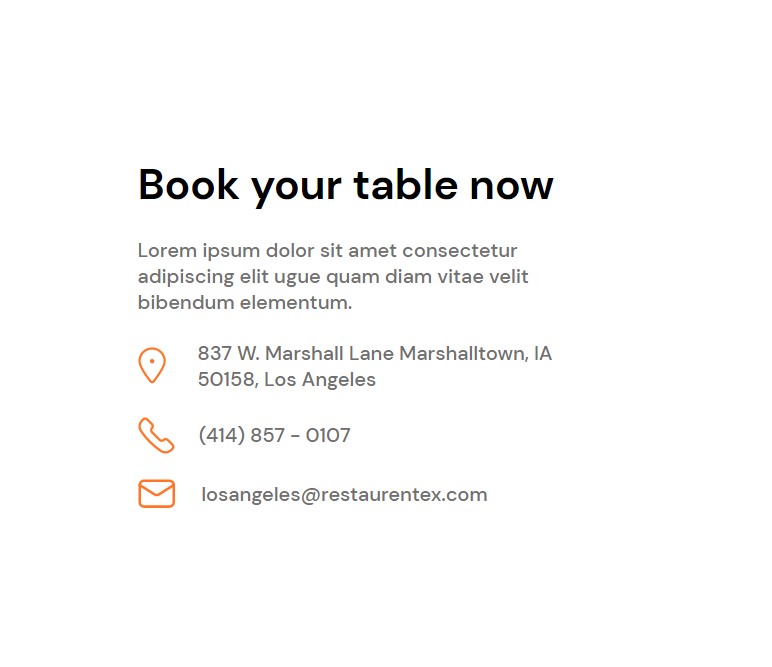 Book your table now
Lorem ipsum dolor sit amet consectetur
adipiscing elit ugue quam diam vitae velit
bibendum elementum.
837 W. Marshall Lane Marshalltown, IA
50158, Los Angeles
(414) 857 - 0107
losangeles@restaurentex.com